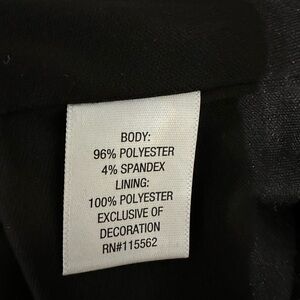 BODY:
96% POLYESTER
4% SPANDEX
LINING:
100% POLYESTER
EXCLUSIVE OF
DECORATION
RN#115562